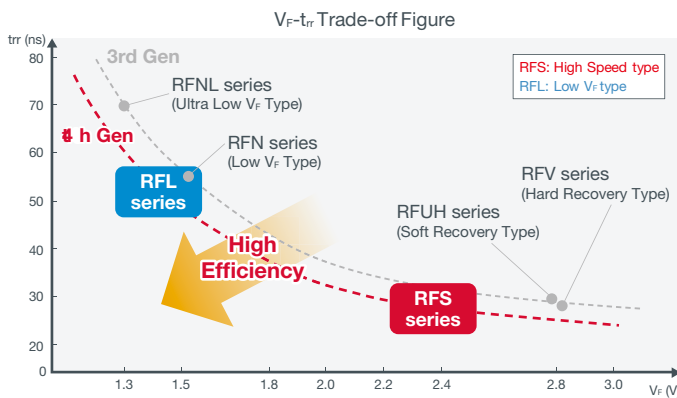 VF-trr Trade-off Figure
trr (ns)
80
70
60
50
40
30
20
0
3rd Gen
4th Gen
RFNL series
(Ultra Low VF Type)
RFN series
(Low VF Type)
RFL
series
High
Efficiency
RFS
series
RFUH series
(Soft Recovery Type)
RFV series
(Hard Recovery Type)
RFS: High Speed type
RFL: Low VF type
1.3
1.5
1.8
2.0
2.2
2.4
2.8
3.0
VF (V